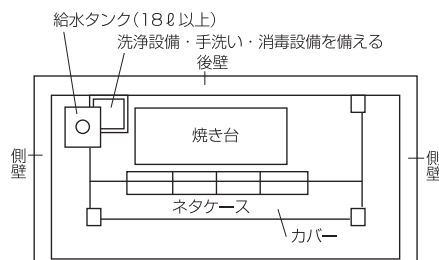 給水タンク(18ℓ以上)
洗浄設備・手洗い・消毒設備を備える
後壁
焼き台
側壁
側壁
ネタケース
カバー